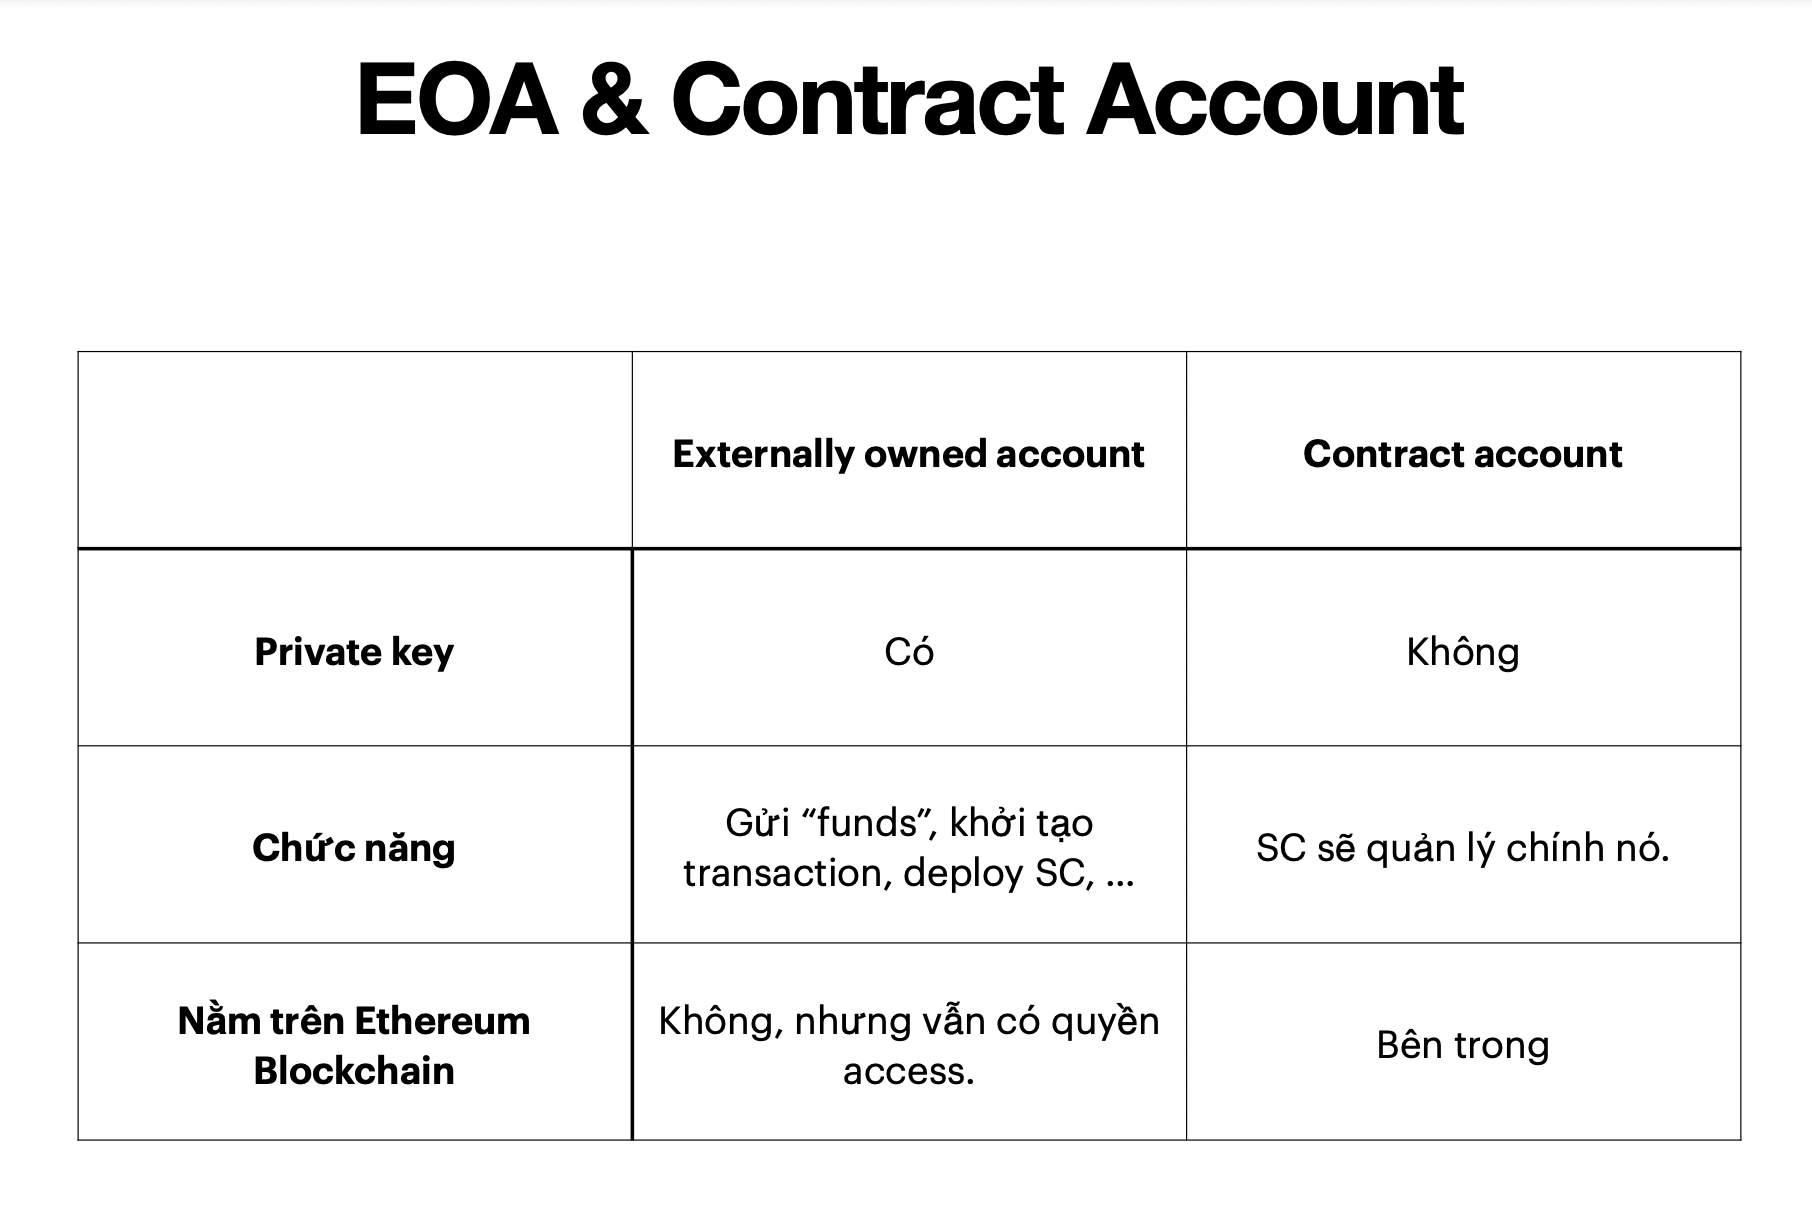 EOA & Contract Account
Externally owned account
Contract account
Private key
Có
Không
Chức năng
Gửi “funds”, khởi tạo
transaction, deploy SC, ...
SC sẽ quản lý chính nó.
Nằm trên Ethereum
Blockchain
Không, nhưng vẫn có quyền
access.
Bên trong